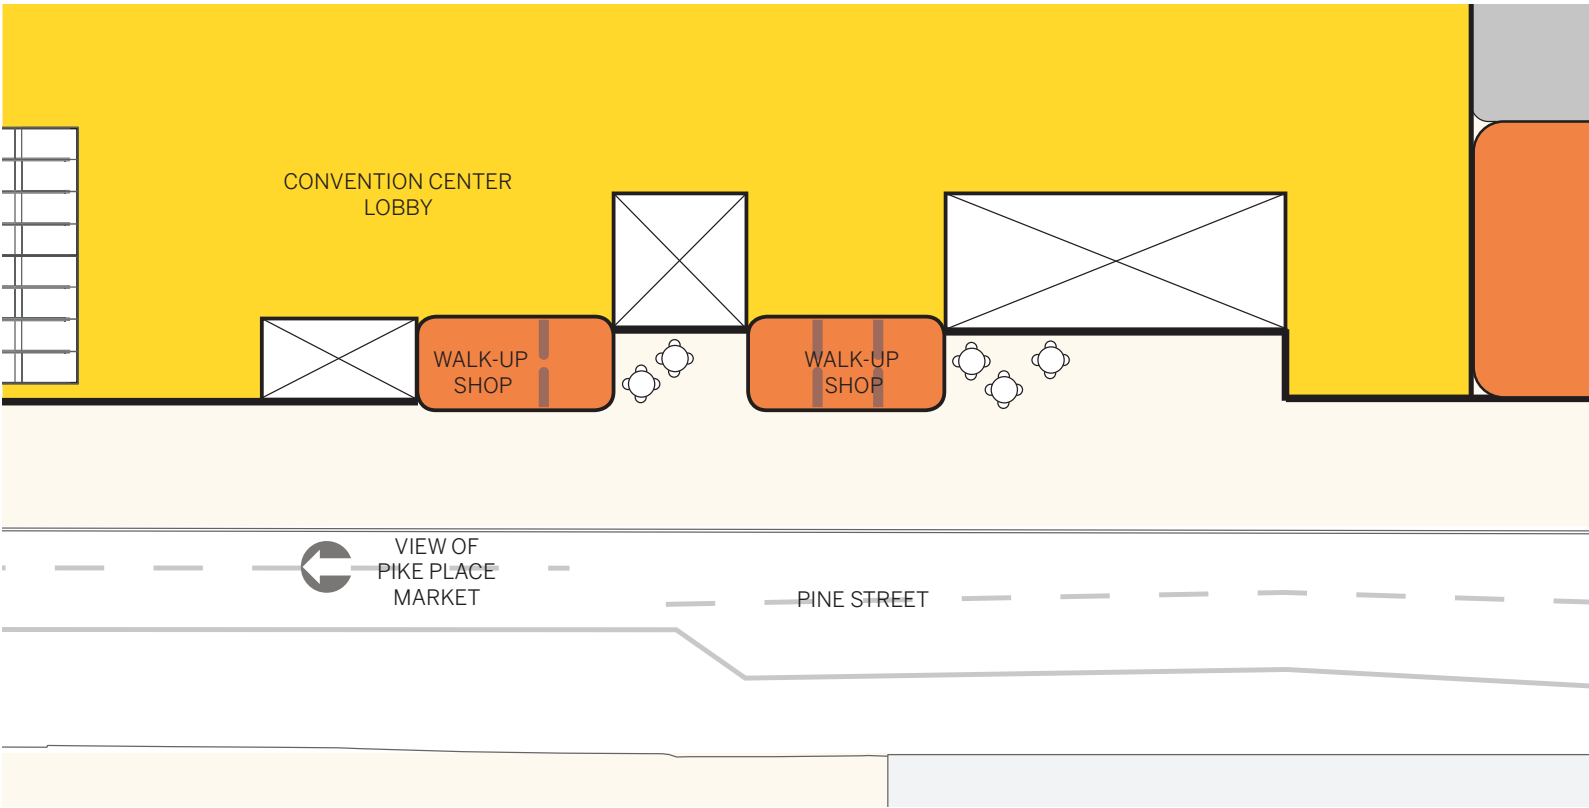 CONVENTION CENTER
LOBBY
WALK-UP
SHOP
WALK-UP
SHOP
VIEW OF
PIKE PLACE
MARKET
PINE STREET